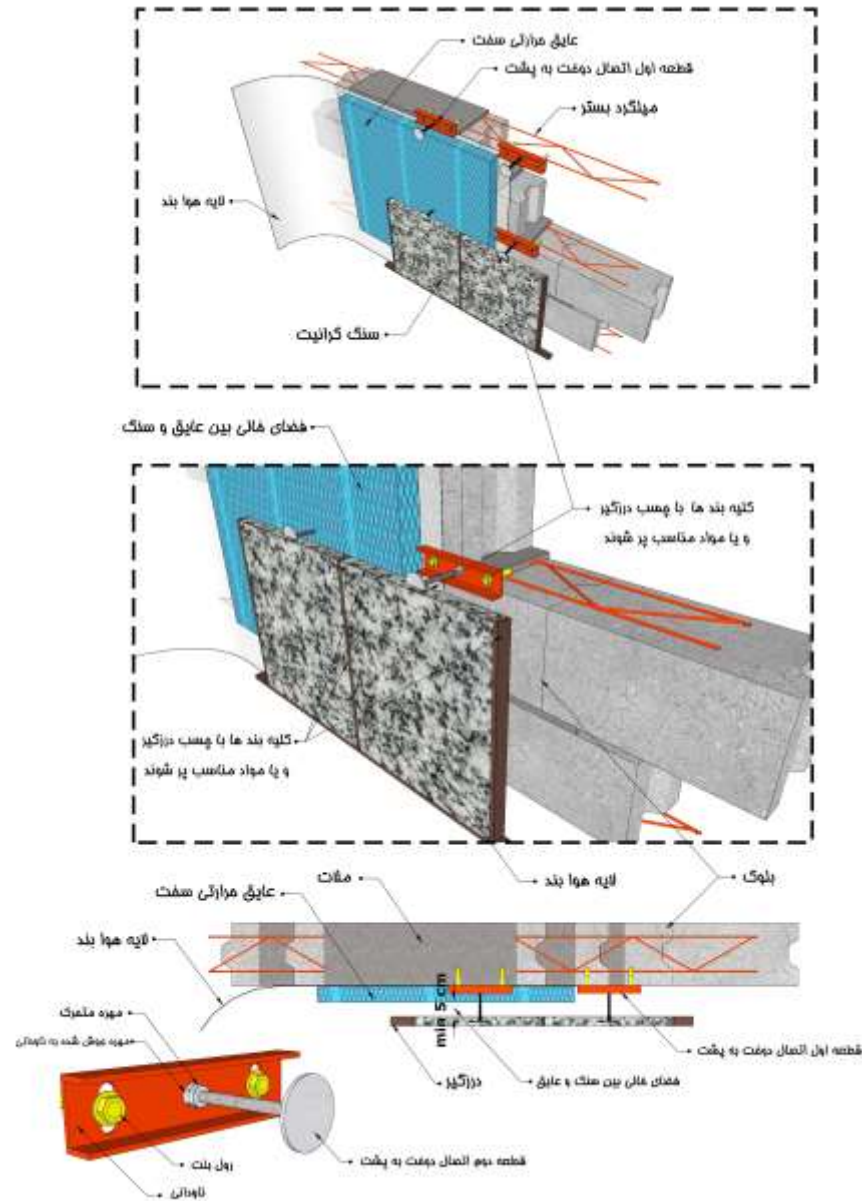 عایق حرارتی سخت
قطعه اول اتصال دوخت به پشت
میلگرد بستر
لایه هوا بند
سنگ گرانیت
فضای خالی بین عایق و سنگ
کلیه بند ها با چسب درزگیر
و یا مواد مناسب پر شوند
کلیه بند ها با چسب درزگیر
و یا مواد مناسب پر شوند
لایه هوا بند
بلوک
ملات
عایق حرارتی سخت
لایه هوا بند
مهره متحرک
مهره جوش شده به ناودانی
min 5 cm
قطعه اول اتصال دوخت به پشت
فضای خالی بین سنگ و عایق
درزگیر
قطعه دوم اتصال دوخت به پشت
رول بلت
ناودانی